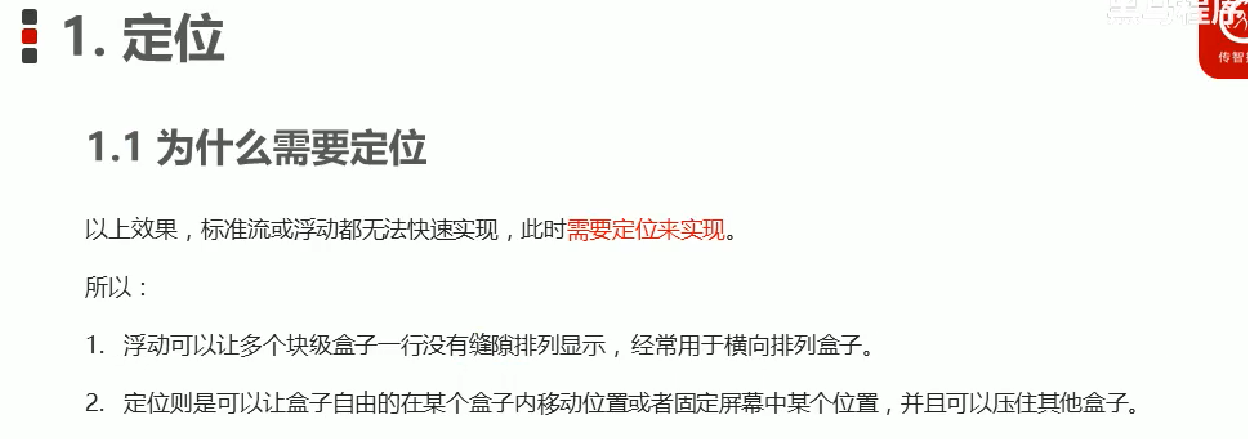 黑马程序
1. 定位
传智
1.1 为什么需要定位
以上效果，标准流或浮动都无法快速实现，此时需要定位来实现。
所以：
1. 浮动可以让多个块级盒子一行没有缝隙排列显示，经常用于横向排列盒子。
2. 定位则是可以让盒子自由的在某个盒子内移动位置或者固定屏幕中某个位置，并且可以压住其他盒子。